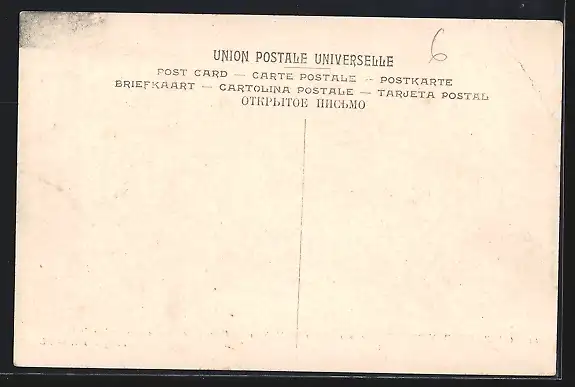 6
UNION POSTALE UNIVERSELLE
POST CARD — CARTE POSTALE — POSTKARTE
BRIEFKAART — CARTOLINA POSTALE — TARJETA POSTAL
ОТКРЫТОЕ ПИСЬМО